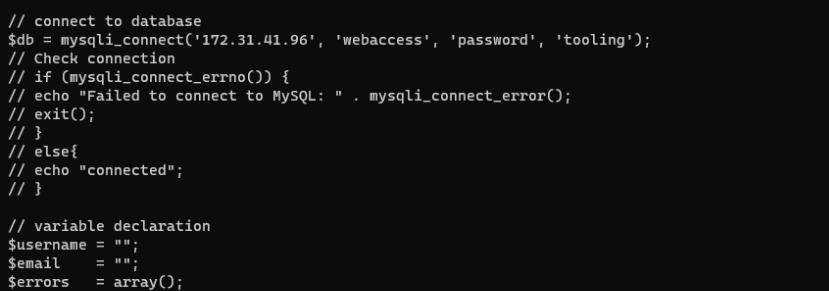 // connect to database
$db = mysqli_connect('172.31.41.96', 'webaccess', 'password', 'tooling');
// Check connection
// if (mysqli_connect_errno()) {
// echo "Failed to connect to MySQL: " . mysqli_connect_error();
// exit();
// }
// else{
// echo "connected";
// }

// variable declaration
$username = "";
$email    = "";
$errors   = array();